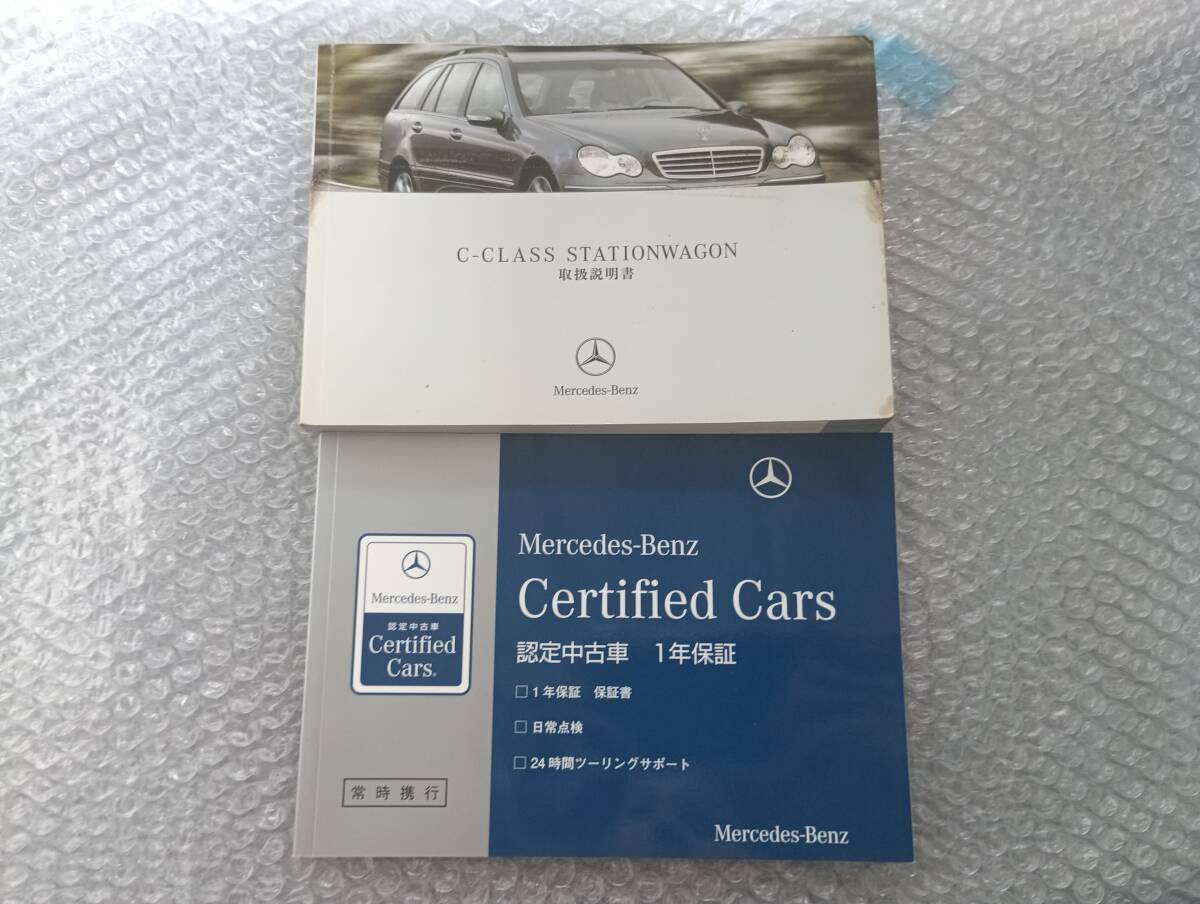 C-CLASS STATIONWAGON
取扱説明書
Mercedes-Benz
Mercedes-Benz
Certified Cars
認定中古車 1年保証
□ 1年保証 保証書
□ 日常点検
□ 24時間ツーリングサポート
Mercedes-Benz
認定中古車
Certified
Cars®
常時携行
Mercedes-Benz